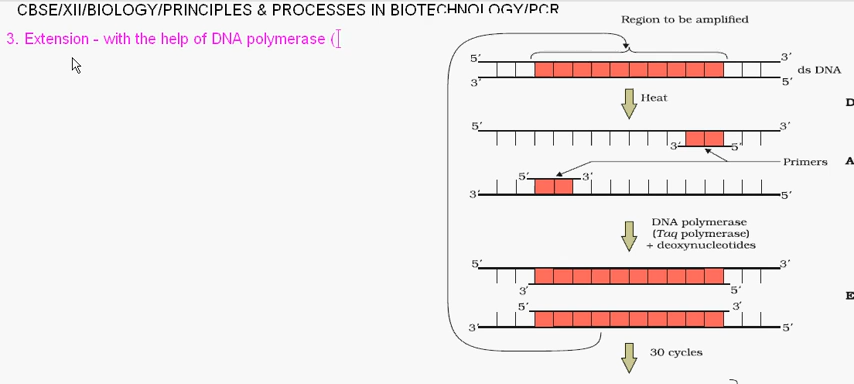 CBSE/XII/BIOLOGY/PRINCIPLES & PROCESSES IN BIOTECHNOLOGY/PCR
3. Extension - with the help of DNA polymerase (
Region to be amplified
5′ 3′
3′ 5′
ds DNA
Heat
D
5′ 3′
3′ 5′
Primers
A
5′ 3′
3′ 5′
DNA polymerase
(Taq polymerase)
+ deoxynucleotides
5′ 3′
3′ 5′
E
5′ 3′
3′ 5′
30 cycles